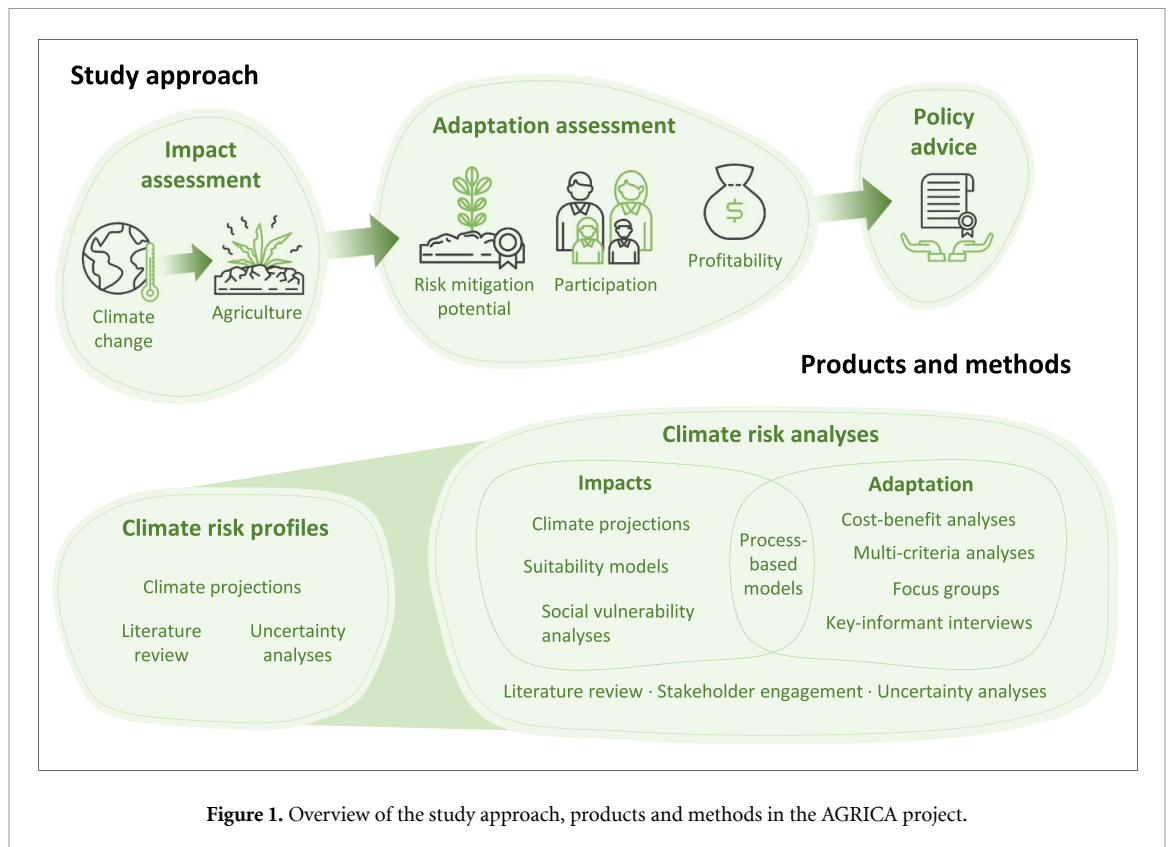 Study approach
Impact
assessment
Climate
change
Agriculture
Adaptation assessment
Risk mitigation
potential
Participation
$
Profitability
Policy
advice
Products and methods
Climate risk profiles
Climate projections
Literature
review
Uncertainty
analyses
Climate risk analyses
Impacts
Climate projections
Suitability models
Social vulnerability
analyses
Process-
based
models
Adaptation
Cost-benefit analyses
Multi-criteria analyses
Focus groups
Key-informant interviews
Literature review · Stakeholder engagement · Uncertainty analyses
Figure 1. Overview of the study approach, products and methods in the AGRICA project.